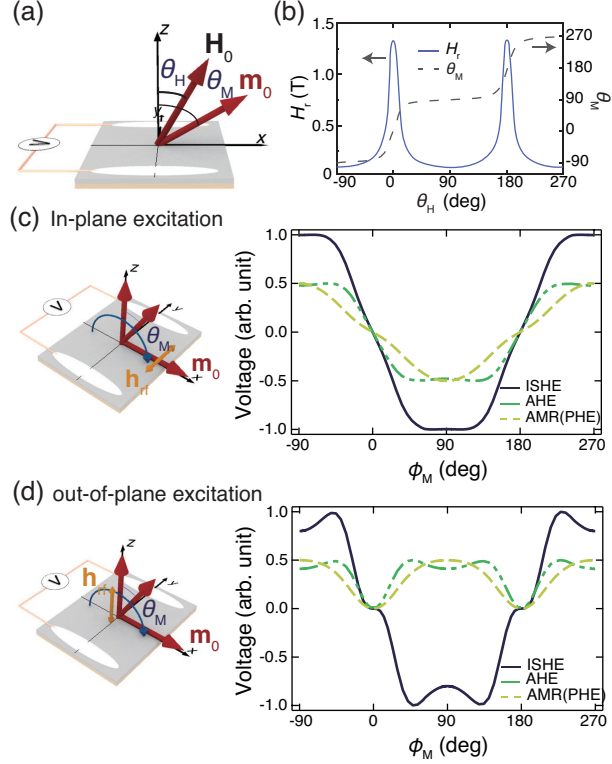 (a)
z
H0
θH
θM
m0
y
x
V
(b)
Hr (T)
1.5
1.0
0.5
0
Hr
θM
270
180
90
0
-90
θM
-90
0
90
180
270
θH (deg)
(c) In-plane excitation
z
y
V
θM
hrf
m0
x
Voltage (arb. unit)
1.0
0.5
0.0
-0.5
-1.0
ISHE
AHE
AMR(PHE)
-90
0
90
180
270
ϕM (deg)
(d) out-of-plane excitation
z
y
V
hrf
θM
m0
x
Voltage (arb. unit)
1.0
0.5
0.0
-0.5
-1.0
ISHE
AHE
AMR(PHE)
-90
0
90
180
270
ϕM (deg)